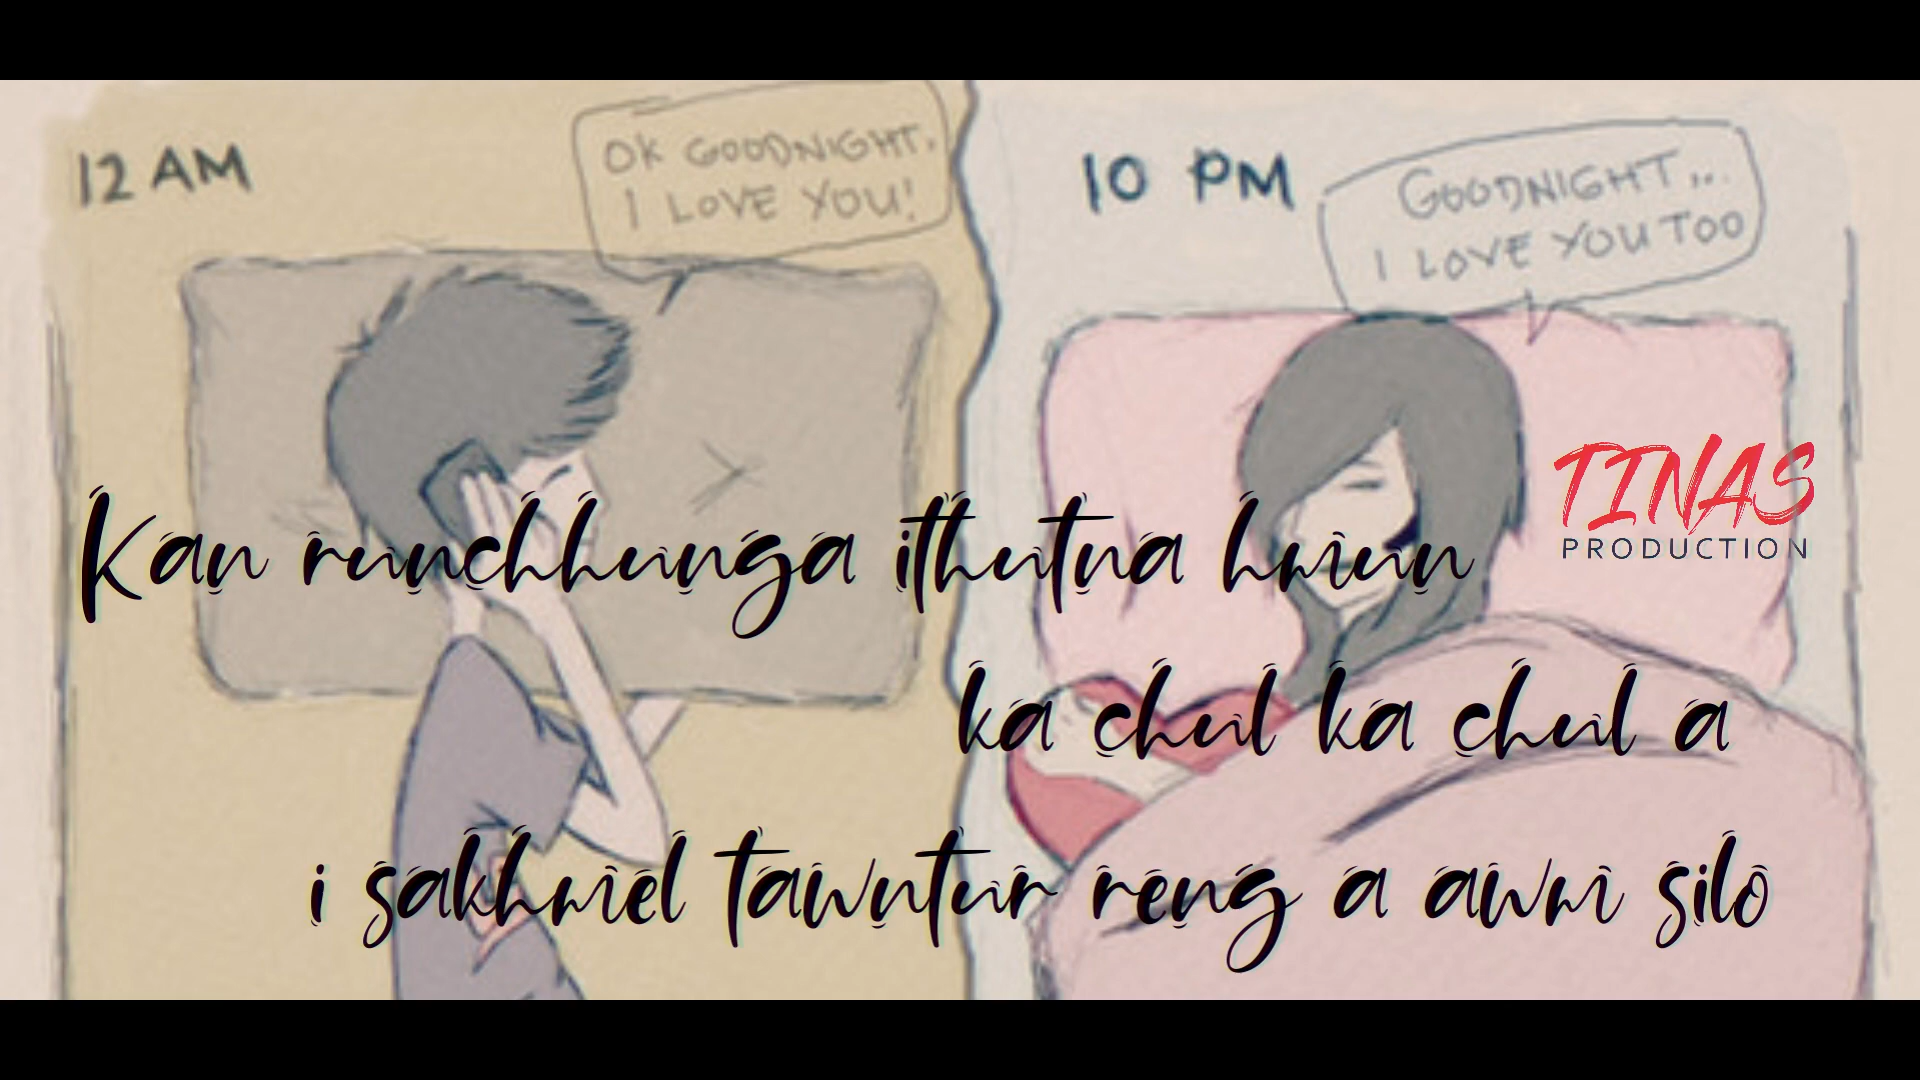 12 AM
OK GOODNIGHT.
I LOVE YOU!
10 PM
GOODNIGHT...
I LOVE YOU TOO
TINAS
PRODUCTION
Kan runchhunga ithutna hmun
ka chul ka chul a
i sakhmel tawntur reng a awm silo